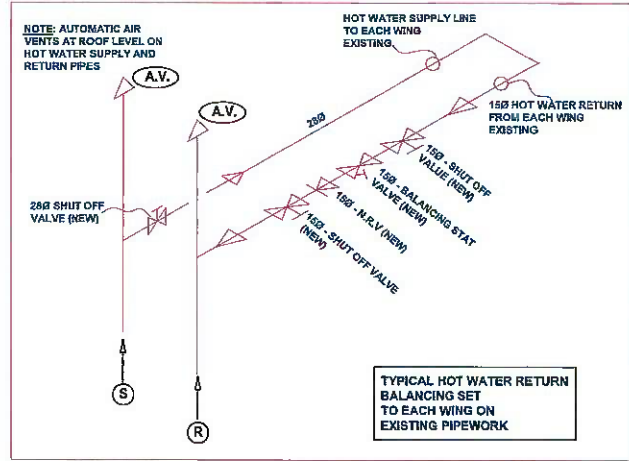 NOTE: AUTOMATIC AIR
VENTS AT ROOF LEVEL ON
HOT WATER SUPPLY AND
RETURN PIPES
A.V.
A.V.
HOT WATER SUPPLY LINE
TO EACH WING
EXISTING
15Ø HOT WATER RETURN
FROM EACH WING
EXISTING
28Ø
28Ø SHUT OFF
VALVE (NEW)
15Ø - SHUT OFF
VALUE (NEW)
15Ø - BALANCING STAT
VALVE (NEW)
15Ø - N.R.V (NEW)
15Ø - SHUT OFF VALVE
(NEW)
S
R
TYPICAL HOT WATER RETURN
BALANCING SET
TO EACH WING ON
EXISTING PIPEWORK